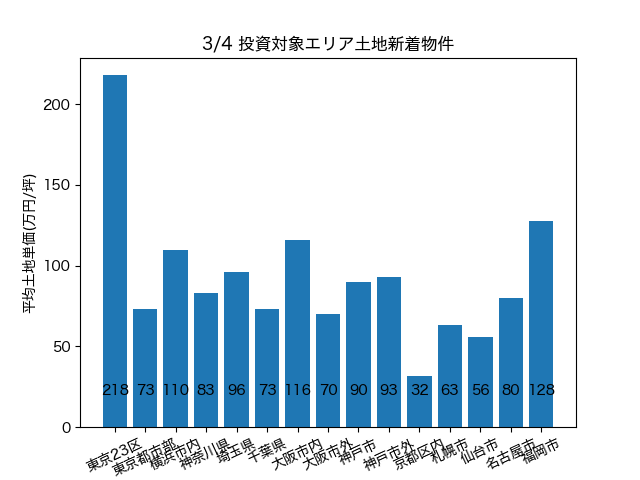 3/4 投資対象エリア土地新着物件
平均土地単価(万円/坪)
200
150
100
50
0
218 73 110 83 96 73 116 70 90 93 32 63 56 80 128
東京23区
東京都市部
横浜市内
神奈川県
埼玉県
千葉県
大阪市内
大阪市外
神戸市
神戸市外
京都区内
札幌市
仙台市
名古屋市
福岡市